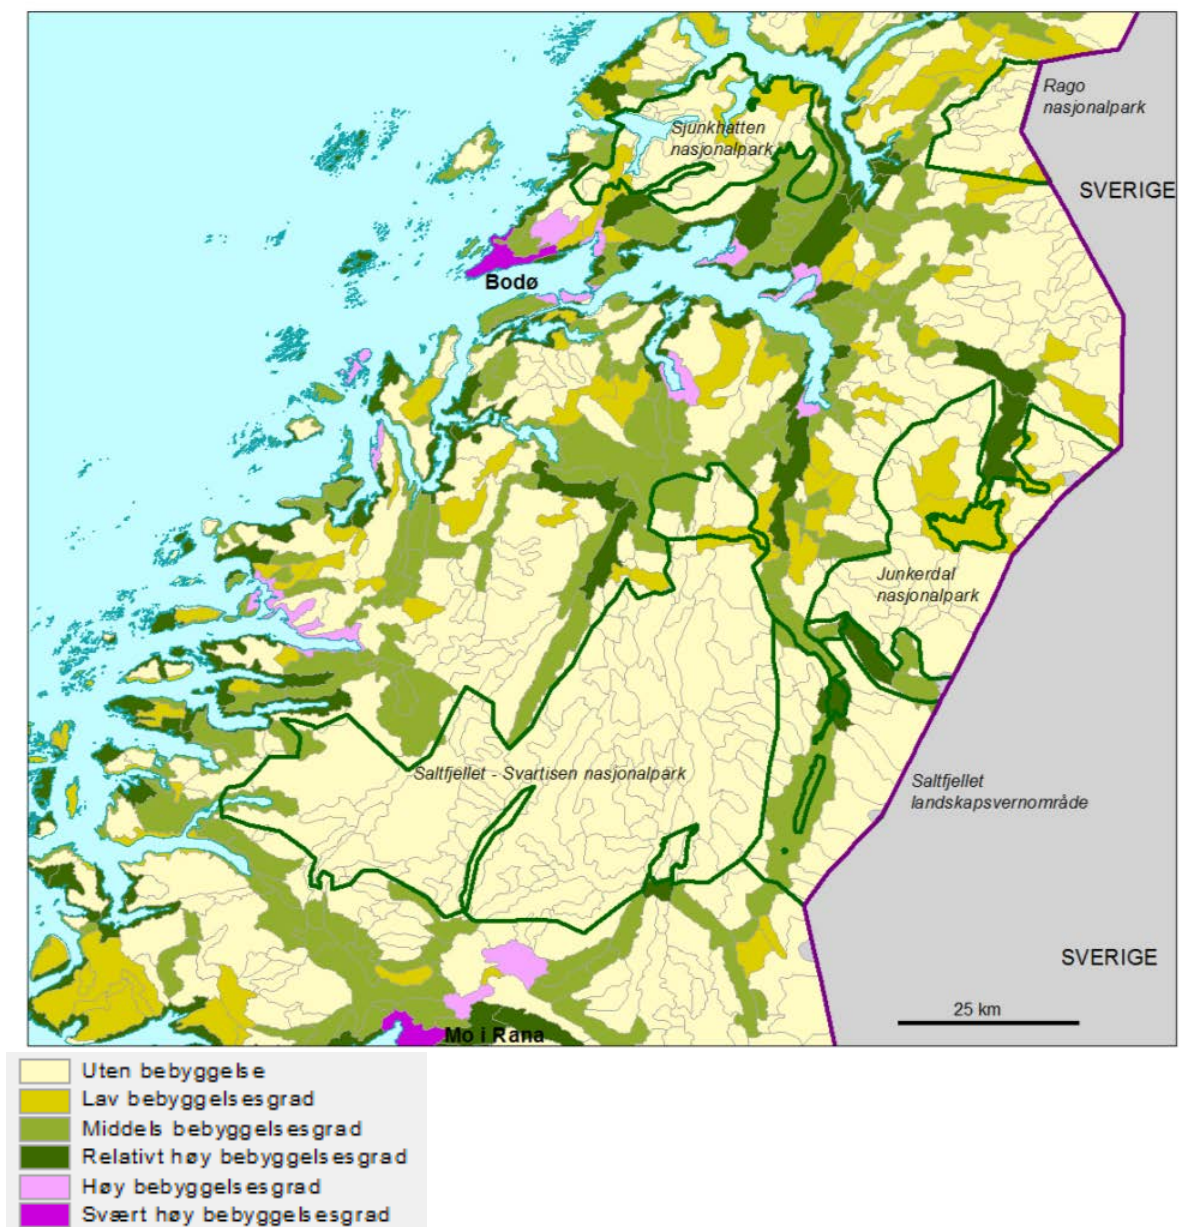 Rago
nasjonalpark
Sjunkhatten
nasjonalpark
SVERIGE
Bodø
Junkerdal
nasjonalpark
Saltfjellet - Svartisen nasjonalpark
Saltfjellet
landskapsvernområde
SVERIGE
25 km
Mo i Rana
Uten bebyggelse
Lav bebyggelsesgrad
Middels bebyggelsesgrad
Relativt høy bebyggelsesgrad
Høy bebyggelsesgrad
Svært høy bebyggelsesgrad